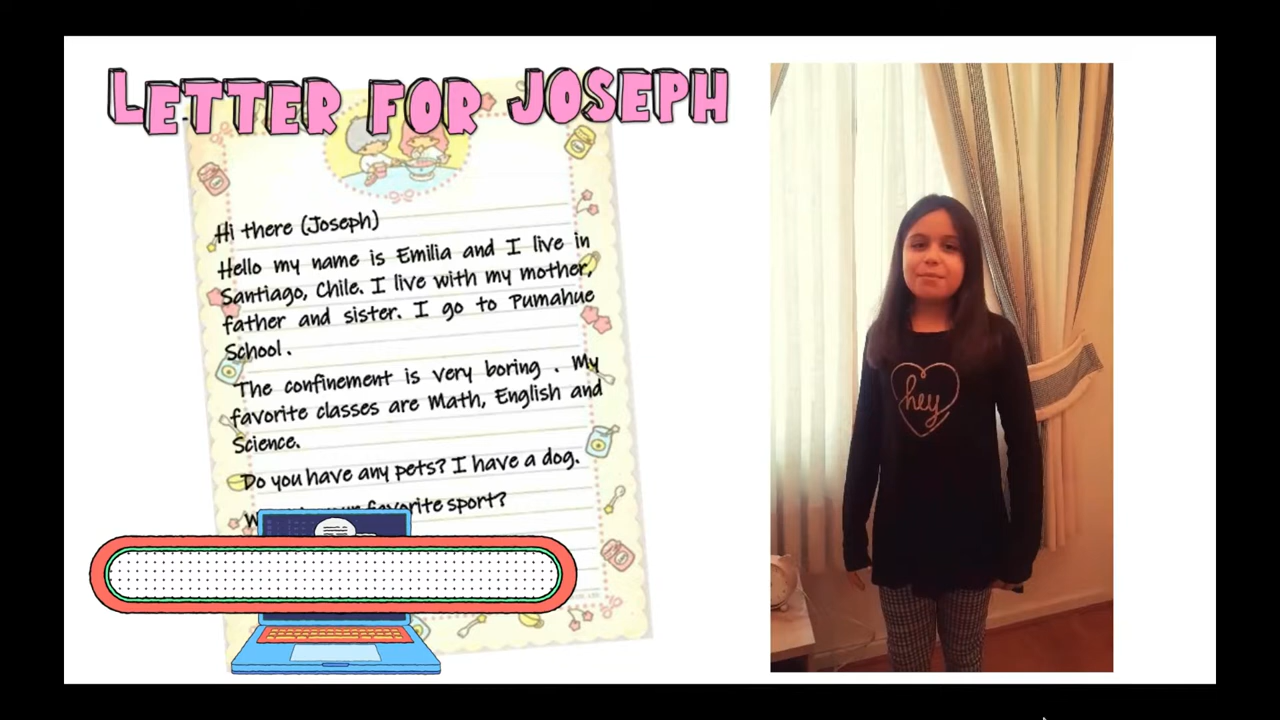 LETTER FOR JOSEPH
Hi there (Joseph)
Hello my name is Emilia and I live in
Santiago, Chile. I live with my mother,
father and sister. I go to Pumahue
School .
The confinement is very boring . My
favorite classes are Math, English and
Science.
Do you have any pets? I have a dog.
favorite sport?
hey